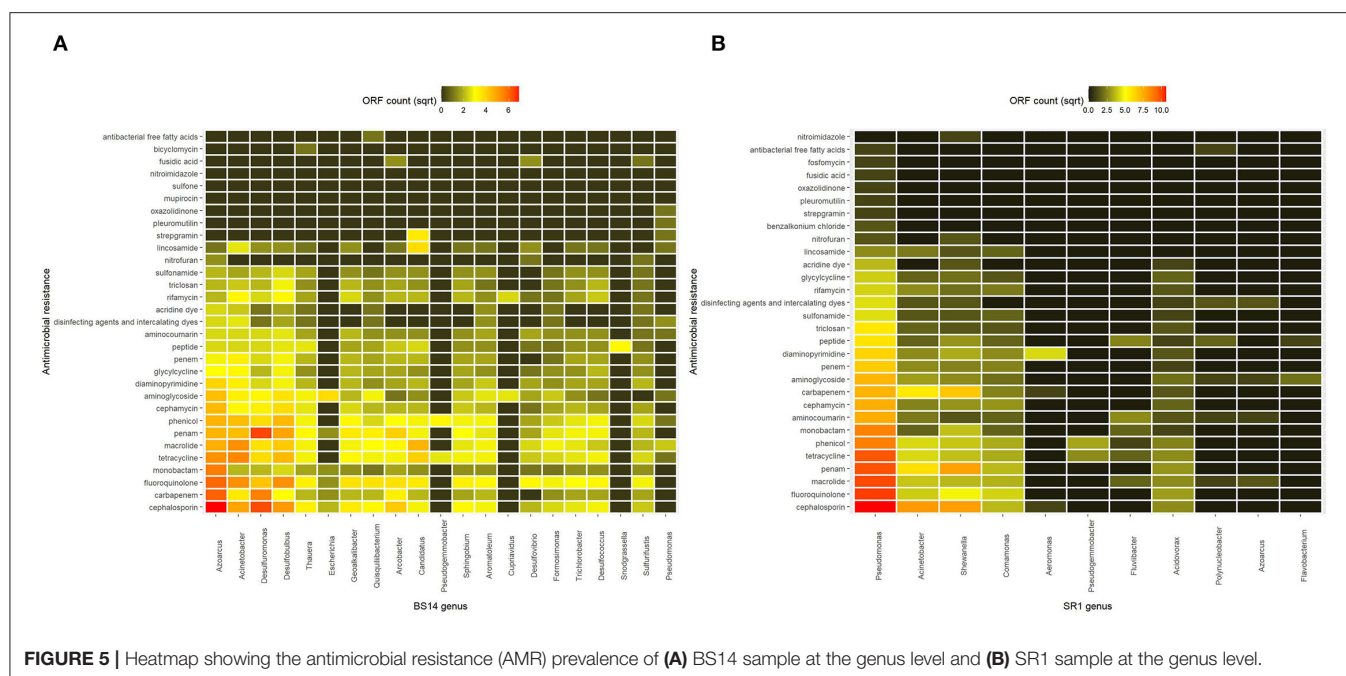 A
ORF count (sqrt)
0 2 4 6
antibacterial free fatty acids
bicyclomycin
fusidic acid
nitroimidazole
sulfone
mupirocin
oxazolidinone
pleuromutilin
strepgramin
lincosamide
nitrofuran
sulfonamide
triclosan
rifamycin
acridine dye
disinfecting agents and intercalating dyes
aminocoumarin
peptide
penem
glycylcycline
diaminopyrimidine
aminoglycoside
cephamycin
phenicol
penam
macrolide
tetracycline
monobactam
fluoroquinolone
carbapenem
cephalosporin
Antimicrobial resistance
Azoarcus
Acinetobacter
Desulfuromonas
Desulfobulbus
Thauera
Escherichia
Geoalkalibacter
Quisquiliibacterium
Arcobacter
Candidatus
Pseudogemmobacter
Sphingobium
Aromatoleum
Cupriavidus
Desulfovibrio
Formosimonas
Trichlorobacter
Desulfococcus
Snodgrassella
Sulfurifustis
Pseudomonas
BS14 genus
B
ORF count (sqrt)
0.0 2.5 5.0 7.5 10.0
nitroimidazole
antibacterial free fatty acids
fosfomycin
fusidic acid
oxazolidinone
pleuromutilin
strepgramin
benzalkonium chloride
nitrofuran
lincosamide
acridine dye
glycylcycline
rifamycin
disinfecting agents and intercalating dyes
sulfonamide
triclosan
peptide
diaminopyrimidine
penem
aminoglycoside
carbapenem
cephamycin
aminocoumarin
monobactam
phenicol
tetracycline
penam
macrolide
fluoroquinolone
cephalosporin
Antimicrobial resistance
Pseudomonas
Acinetobacter
Shewanella
Comamonas
Aeromonas
Pseudogemmobacter
Fluviibacter
Acidovorax
Polynucleobacter
Azoarcus
Flavobacterium
SR1 genus
FIGURE 5 | Heatmap showing the antimicrobial resistance (AMR) prevalence of (A) BS14 sample at the genus level and (B) SR1 sample at the genus level.